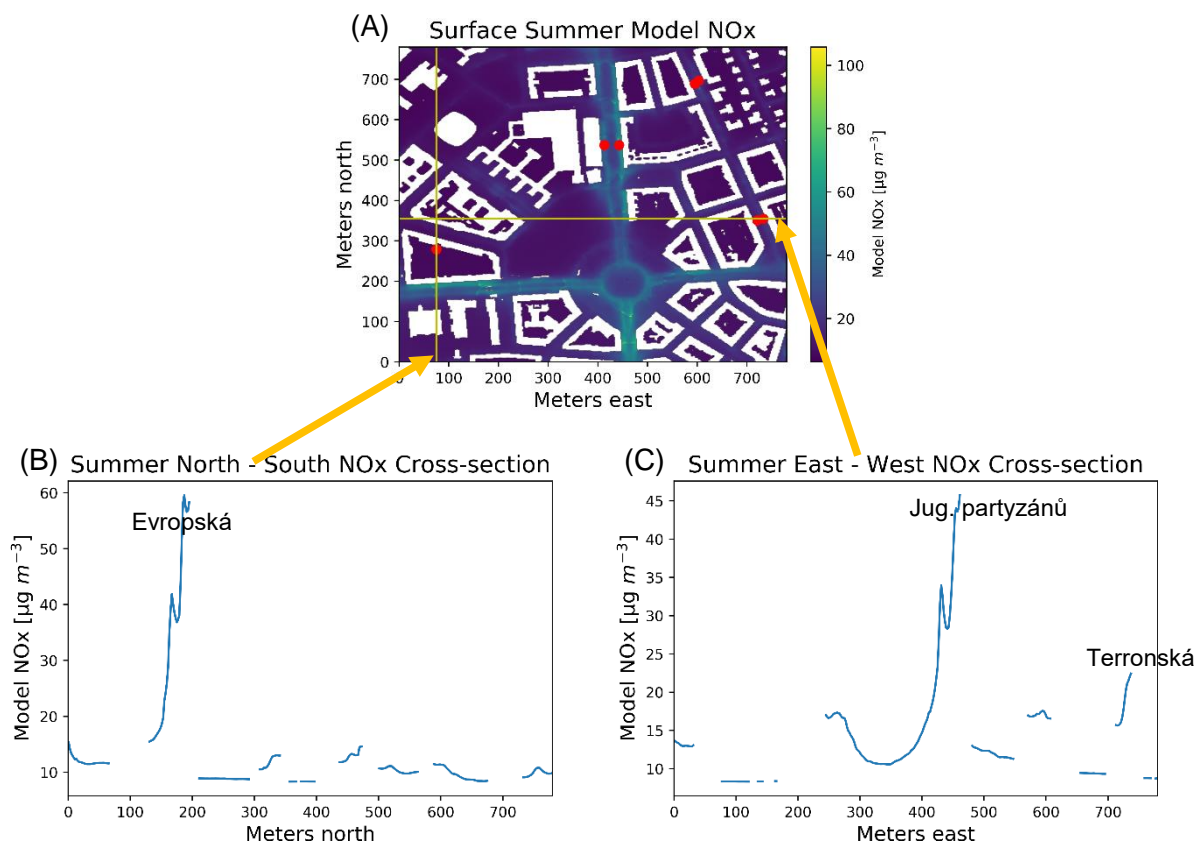 (A)
Surface Summer Model NOx
Meters north
700
600
500
400
300
200
100
0
0 100 200 300 400 500 600 700
Meters east
100
80
60
40
20
Model NOx [µg m⁻³]
(B)
Summer North - South NOx Cross-section
Model NOx [µg m⁻³]
60
50
40
30
20
10
Evropská
0 100 200 300 400 500 600 700
Meters north
(C)
Summer East - West NOx Cross-section
Model NOx [µg m⁻³]
45
40
35
30
25
20
15
10
Jug. partyzánů
Terronská
0 100 200 300 400 500 600 700
Meters east